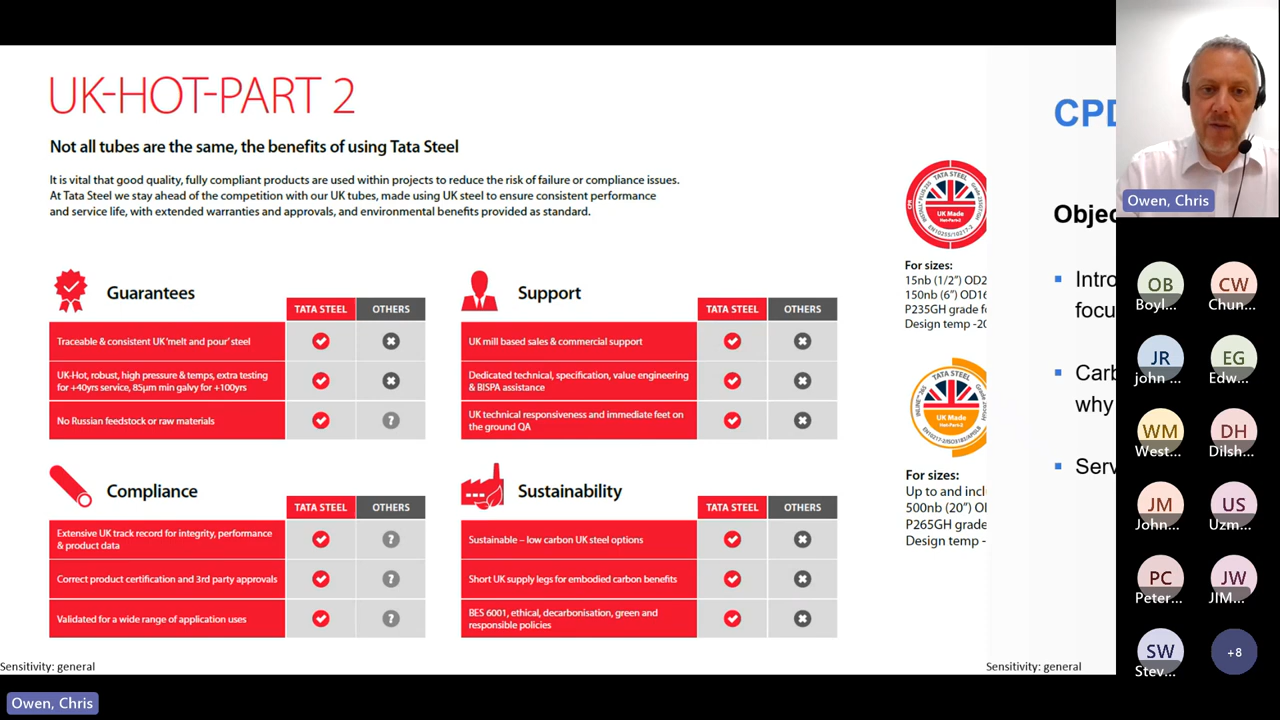 UK-HOT-PART 2
Not all tubes are the same, the benefits of using Tata Steel
It is vital that good quality, fully compliant products are used within projects to reduce the risk of failure or compliance issues.
At Tata Steel we stay ahead of the competition with our UK tubes, made using UK steel to ensure consistent performance
and service life, with extended warranties and approvals, and environmental benefits provided as standard.
Guarantees
TATA STEEL
OTHERS
Traceable & consistent UK 'melt and pour' steel
UK-Hot, robust, high pressure & temps, extra testing
for +40yrs service, 85µm min galvy for +100yrs
No Russian feedstock or raw materials
Support
TATA STEEL
OTHERS
UK mill based sales & commercial support
Dedicated technical, specification, value engineering
& BISPA assistance
UK technical responsiveness and immediate feet on
the ground QA
Compliance
TATA STEEL
OTHERS
Extensive UK track record for integrity, performance
& product data
Correct product certification and 3rd party approvals
Validated for a wide range of application uses
Sustainability
TATA STEEL
OTHERS
Sustainable – low carbon UK steel options
Short UK supply legs for embodied carbon benefits
BES 6001, ethical, decarbonisation, green and
responsible policies
TATA STEEL
UK Made
Hot-Part-2
EN10255/10217-2
For sizes:
15nb (1/2") OD2
150nb (6") OD16
P235GH grade fo
Design temp -20
TATA STEEL
UK Made
Hot-Part-2
For sizes:
Up to and inclu
500nb (20") O
P265GH grade
Design temp -
Sensitivity: general
CPD
Objec
Intro
focu
Carb
why
Serv
Sensitivity: general
Owen, Chris
OB
Boyl...
CW
Chun...
JR
john ...
EG
Edw...
WM
West...
DH
Dilsh...
JM
John...
US
Uzm...
PC
Peter...
JW
JIM...
SW
Stev...
+8
Owen, Chris